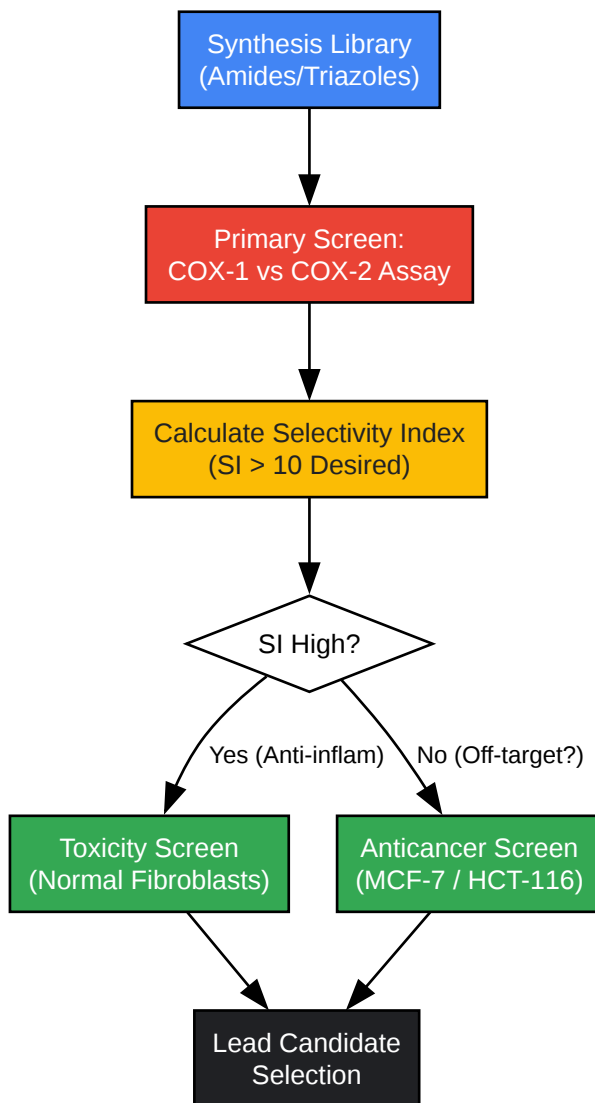 Synthesis Library
(Amides/Triazoles)
Primary Screen:
COX-1 vs COX-2 Assay
Calculate Selectivity Index
(SI > 10 Desired)
SI High?
Yes (Anti-inflam)
No (Off-target?)
Toxicity Screen
(Normal Fibroblasts)
Anticancer Screen
(MCF-7 / HCT-116)
Lead Candidate
Selection